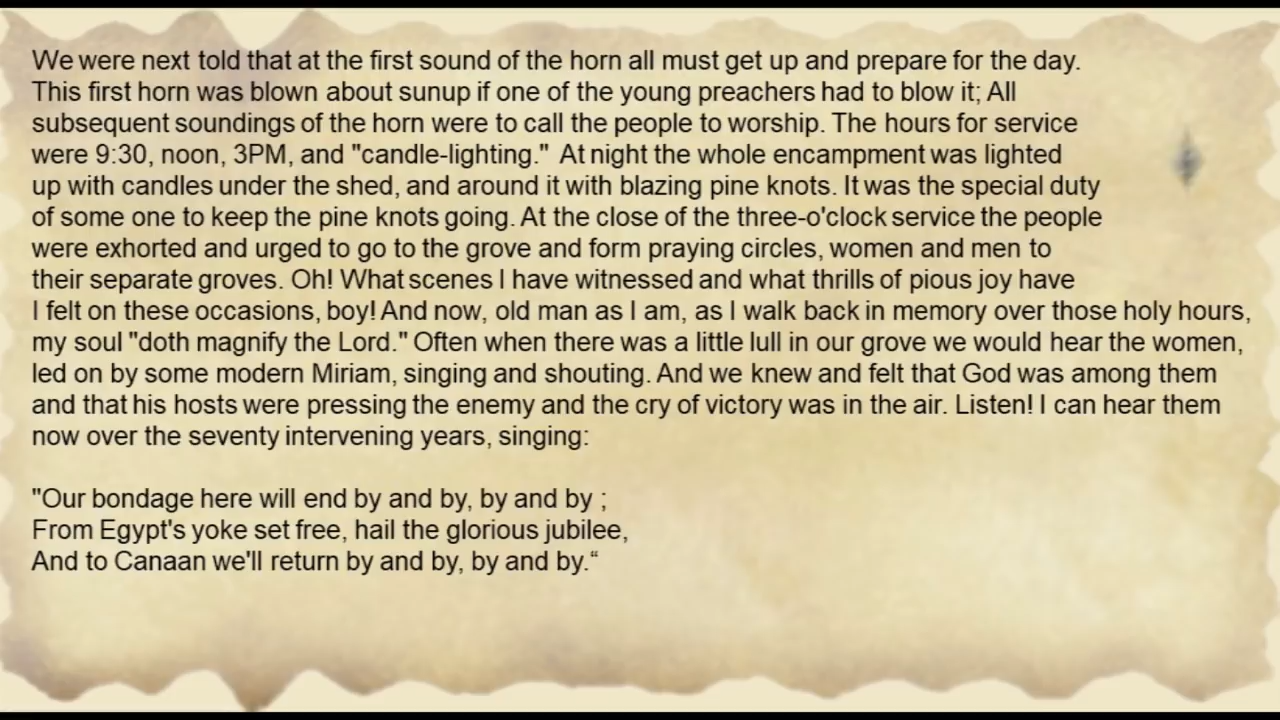 We were next told that at the first sound of the horn all must get up and prepare for the day.
This first horn was blown about sunup if one of the young preachers had to blow it; All
subsequent soundings of the horn were to call the people to worship. The hours for service
were 9:30, noon, 3PM, and "candle-lighting." At night the whole encampment was lighted
up with candles under the shed, and around it with blazing pine knots. It was the special duty
of some one to keep the pine knots going. At the close of the three-o'clock service the people
were exhorted and urged to go to the grove and form praying circles, women and men to
their separate groves. Oh! What scenes I have witnessed and what thrills of pious joy have
I felt on these occasions, boy! And now, old man as I am, as I walk back in memory over those holy hours,
my soul "doth magnify the Lord." Often when there was a little lull in our grove we would hear the women,
led on by some modern Miriam, singing and shouting. And we knew and felt that God was among them
and that his hosts were pressing the enemy and the cry of victory was in the air. Listen! I can hear them
now over the seventy intervening years, singing:

"Our bondage here will end by and by, by and by ;
From Egypt's yoke set free, hail the glorious jubilee,
And to Canaan we'll return by and by, by and by.“